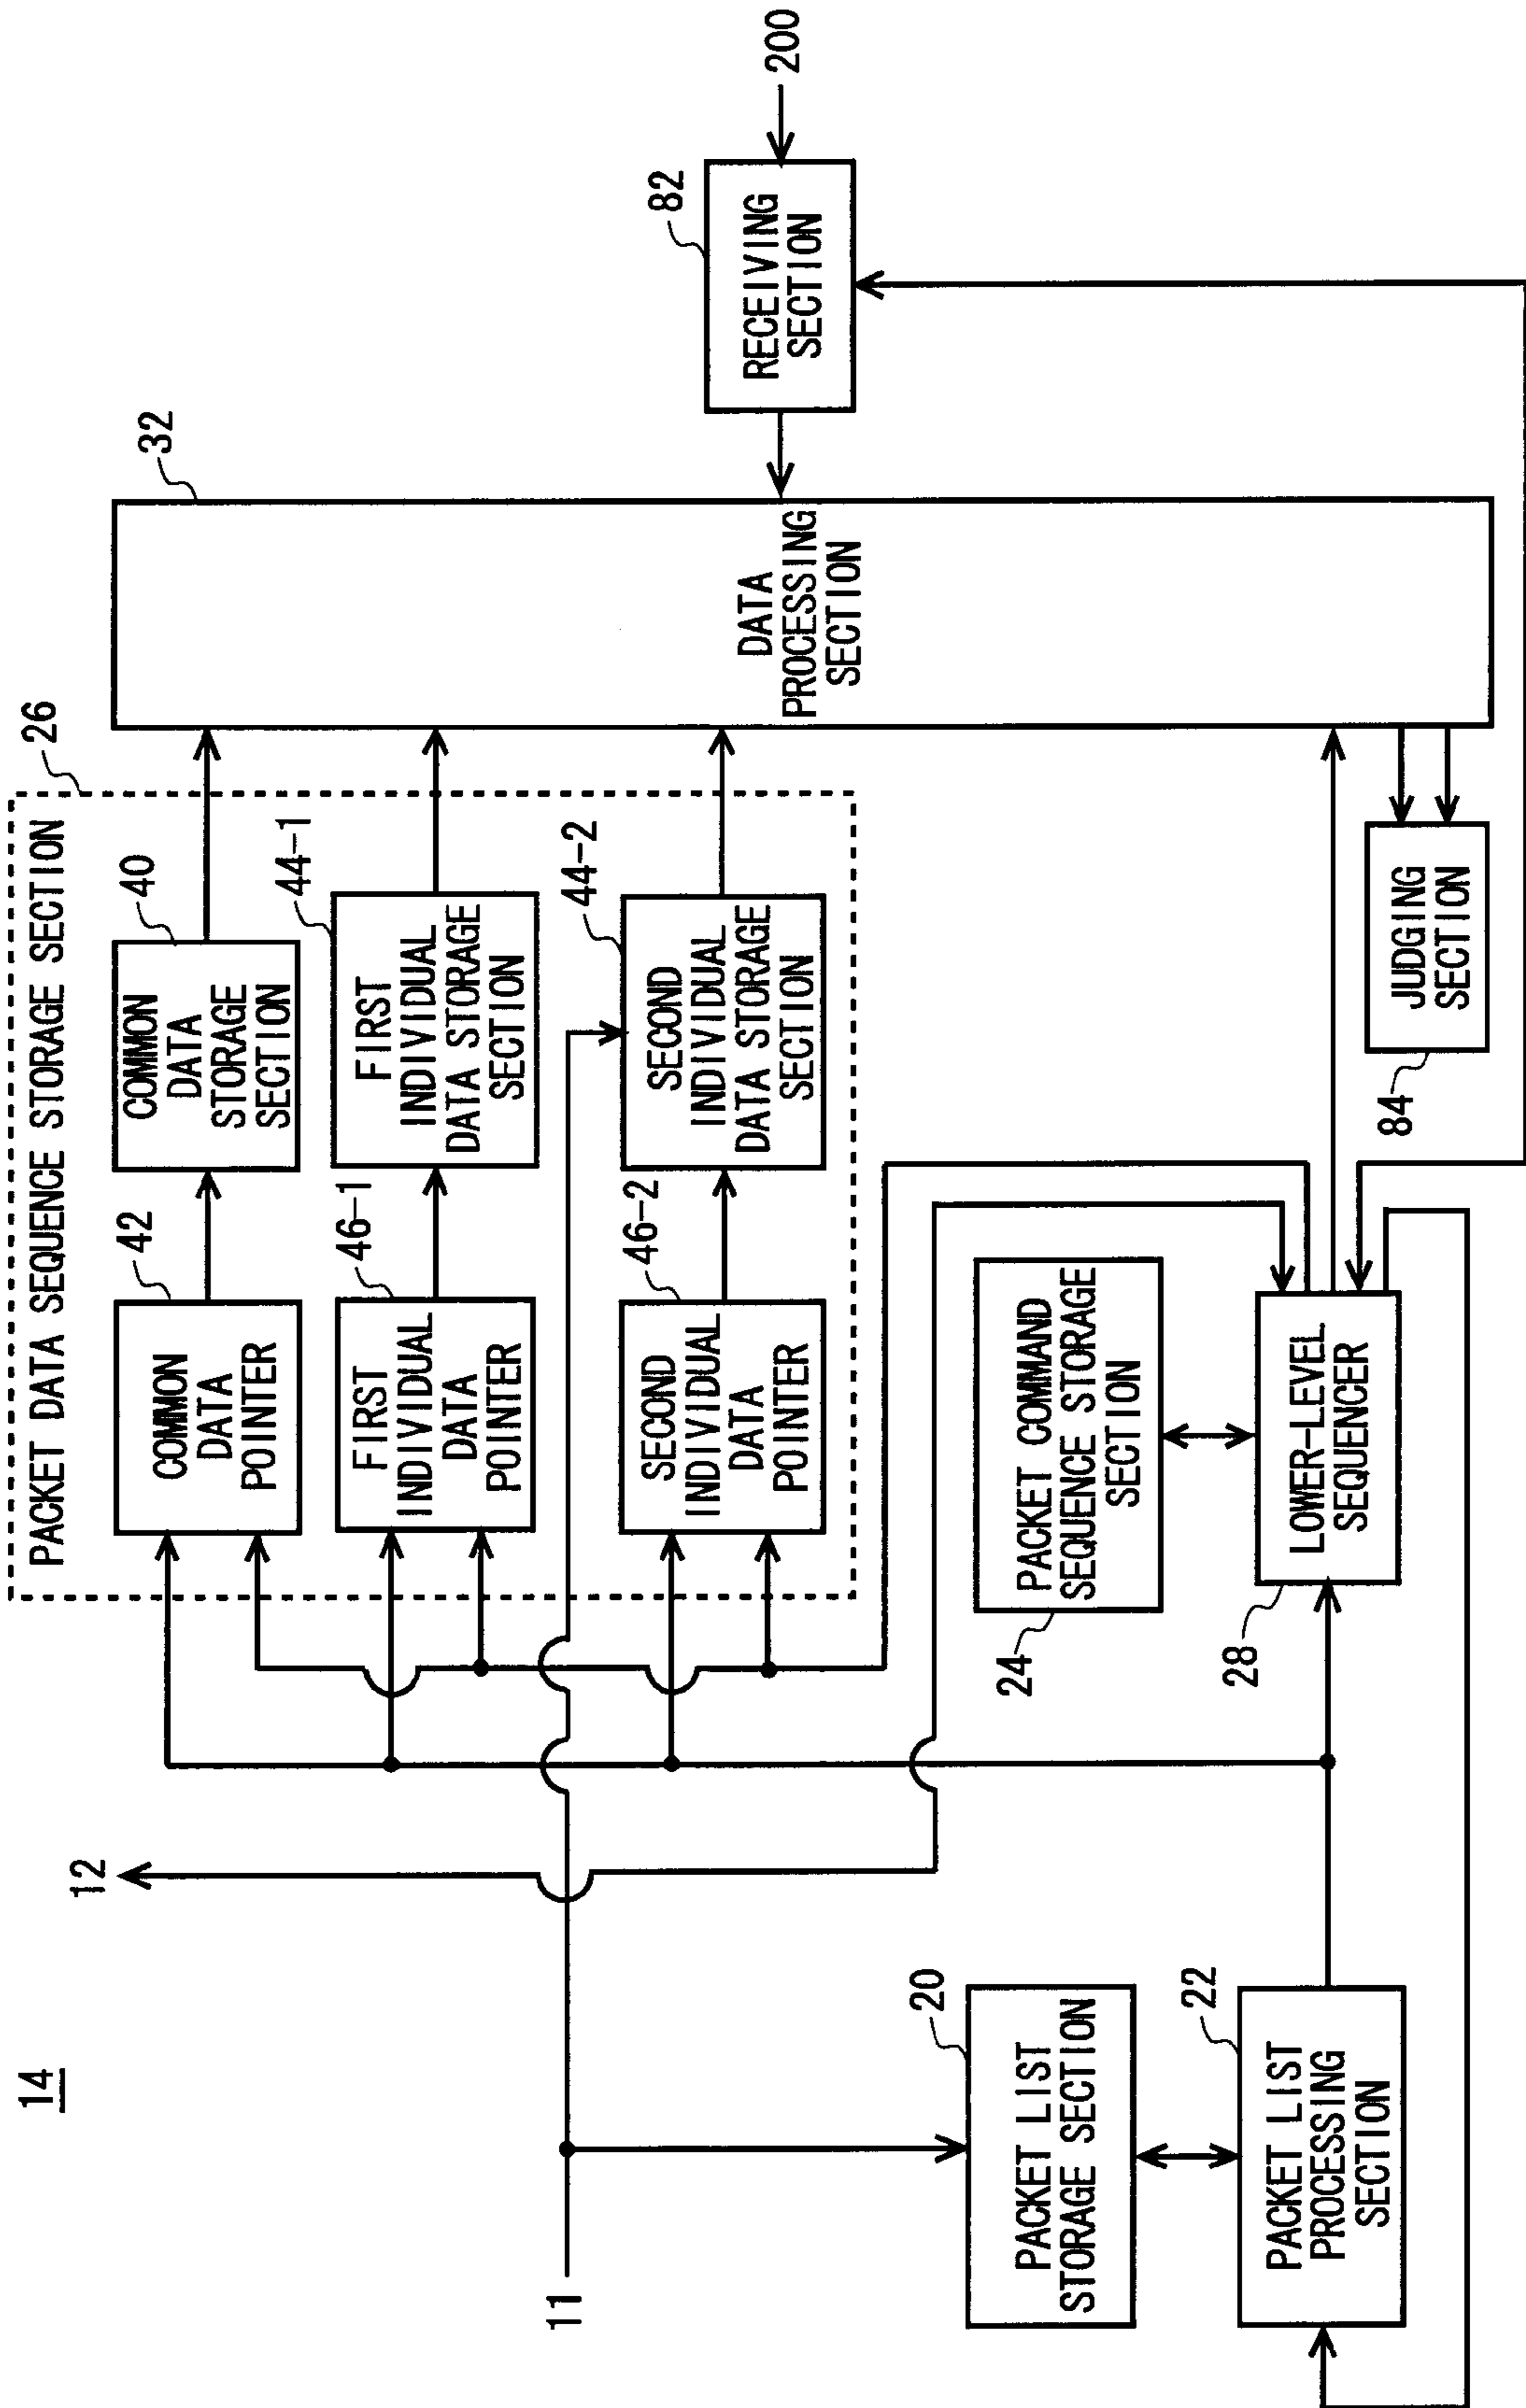 14
12
11
PACKET DATA SEQUENCE STORAGE SECTION
26
42
COMMON
DATA
POINTER
40
COMMON
DATA
STORAGE
SECTION
46-1
FIRST
INDIVIDUAL
DATA
POINTER
44-1
FIRST
INDIVIDUAL
DATA STORAGE
SECTION
46-2
SECOND
INDIVIDUAL
DATA
POINTER
44-2
SECOND
INDIVIDUAL
DATA STORAGE
SECTION
32
DATA
PROCESSING
SECTION
82
RECEIVING
SECTION
200
20
PACKET LIST
STORAGE SECTION
22
PACKET LIST
PROCESSING
SECTION
24
PACKET COMMAND
SEQUENCE STORAGE
SECTION
28
LOWER-LEVEL
SEQUENCER
84
JUDGING
SECTION